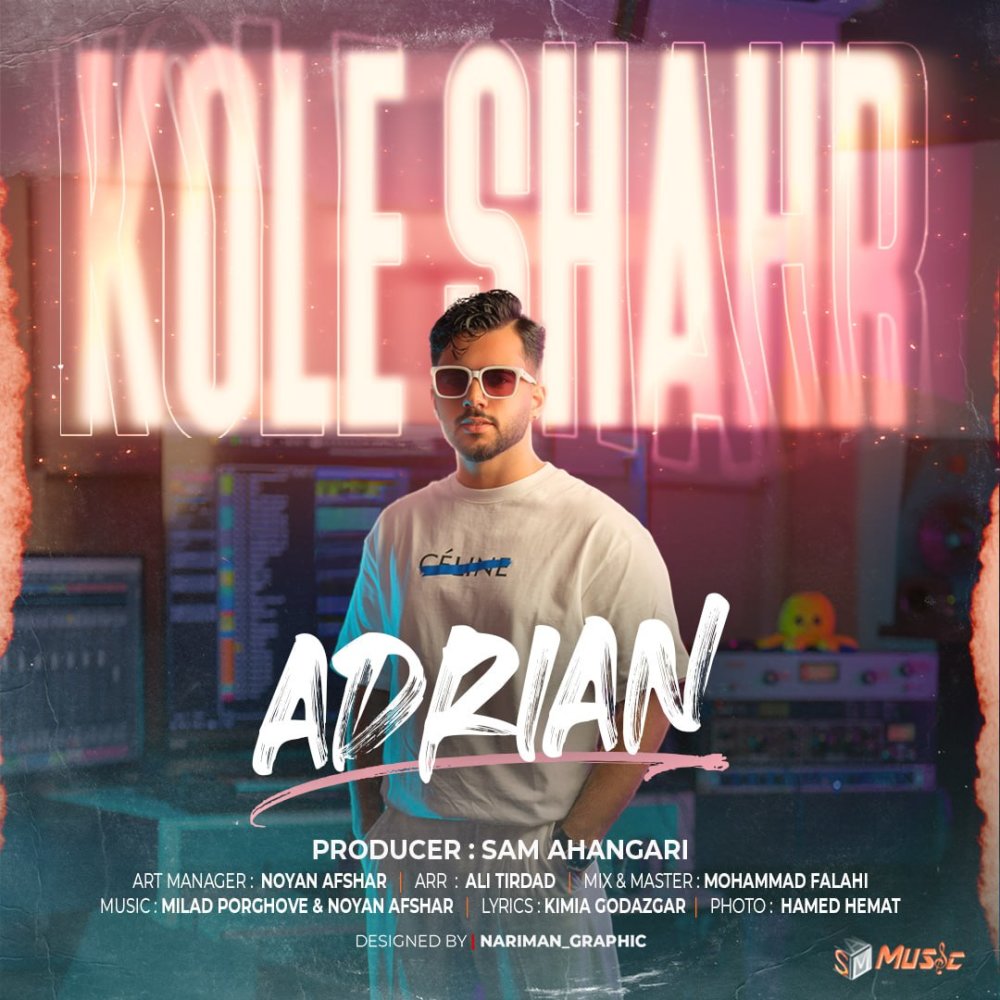 KOLE SHAHR
CÉLINE
ADRIAN
PRODUCER : SAM AHANGARI
ART MANAGER : NOYAN AFSHAR | ARR : ALI TIRDAD | MIX & MASTER : MOHAMMAD FALAHI
MUSIC : MILAD PORGHOVE & NOYAN AFSHAR | LYRICS : KIMIA GODAZGAR | PHOTO : HAMED HEMAT
DESIGNED BY | NARIMAN_GRAPHIC
SM MUSIC